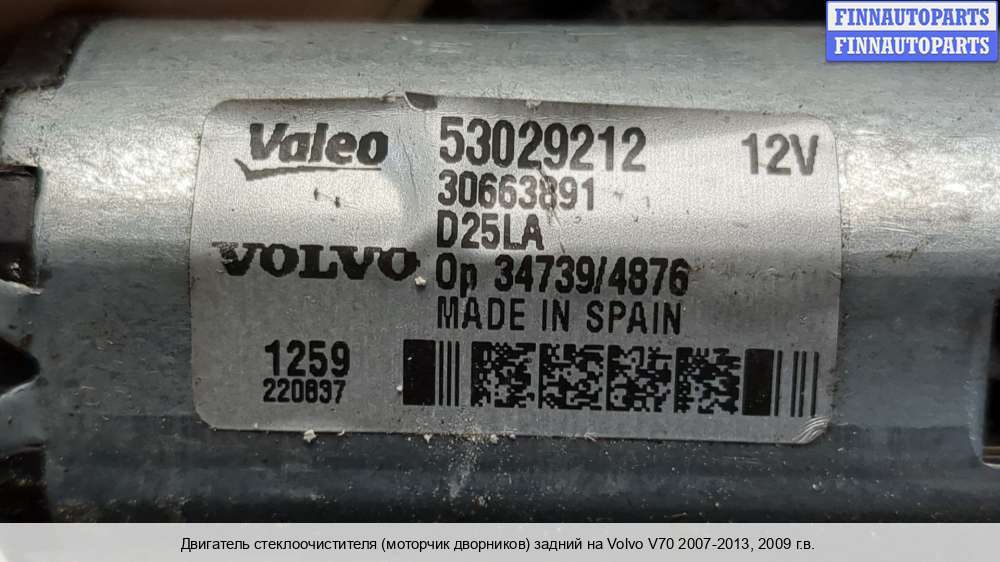 FINNAUTOPARTS
FINNAUTOPARTS
Valeo 53029212 12V
30663891
D25LA
VOLVO Op 34739/4876
MADE IN SPAIN
1259
220837
Двигатель стеклоочистителя (моторчик дворников) задний на Volvo V70 2007-2013, 2009 г.в.